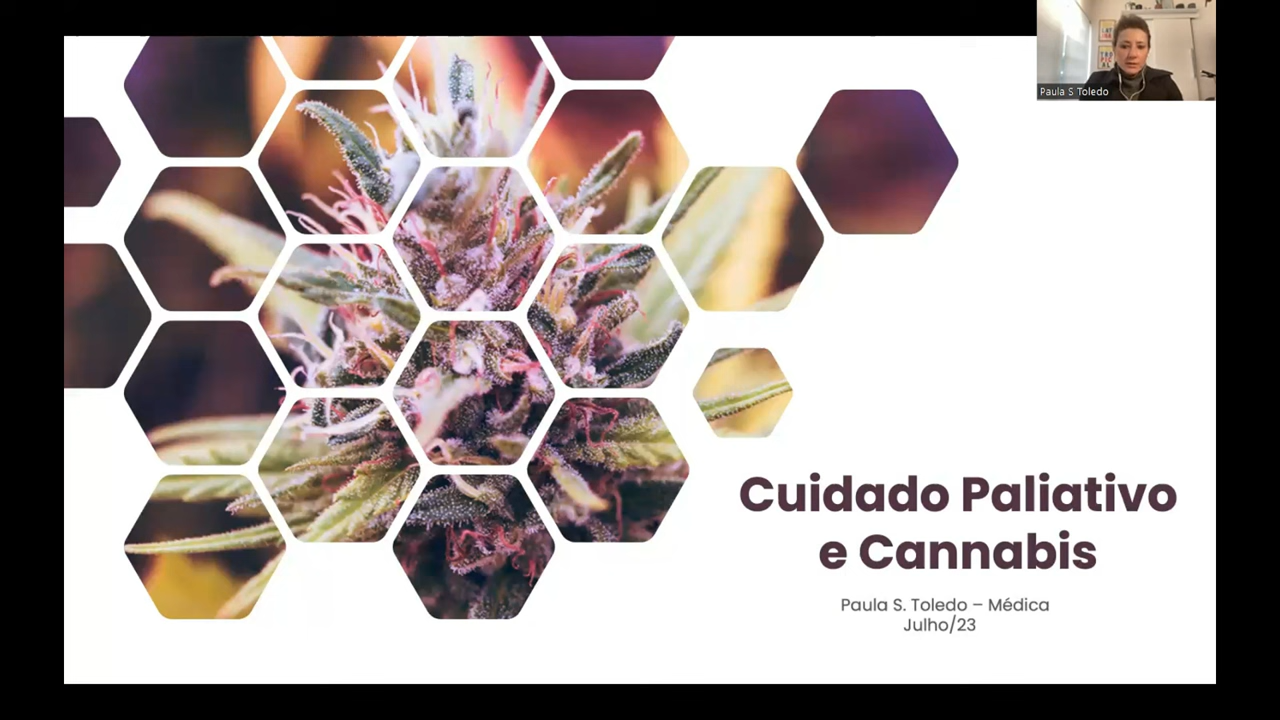 Paula S Toledo
Cuidado Paliativo
e Cannabis
Paula S. Toledo – Médica
Julho/23